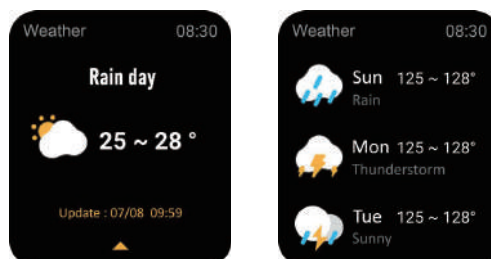 Weather 08:30
Rain day
25 ~ 28 °
Update : 07/08 09:59
Weather 08:30
Sun 125 ~ 128°
Rain
Mon 125 ~ 128°
Thunderstorm
Tue 125 ~ 128°
Sunny